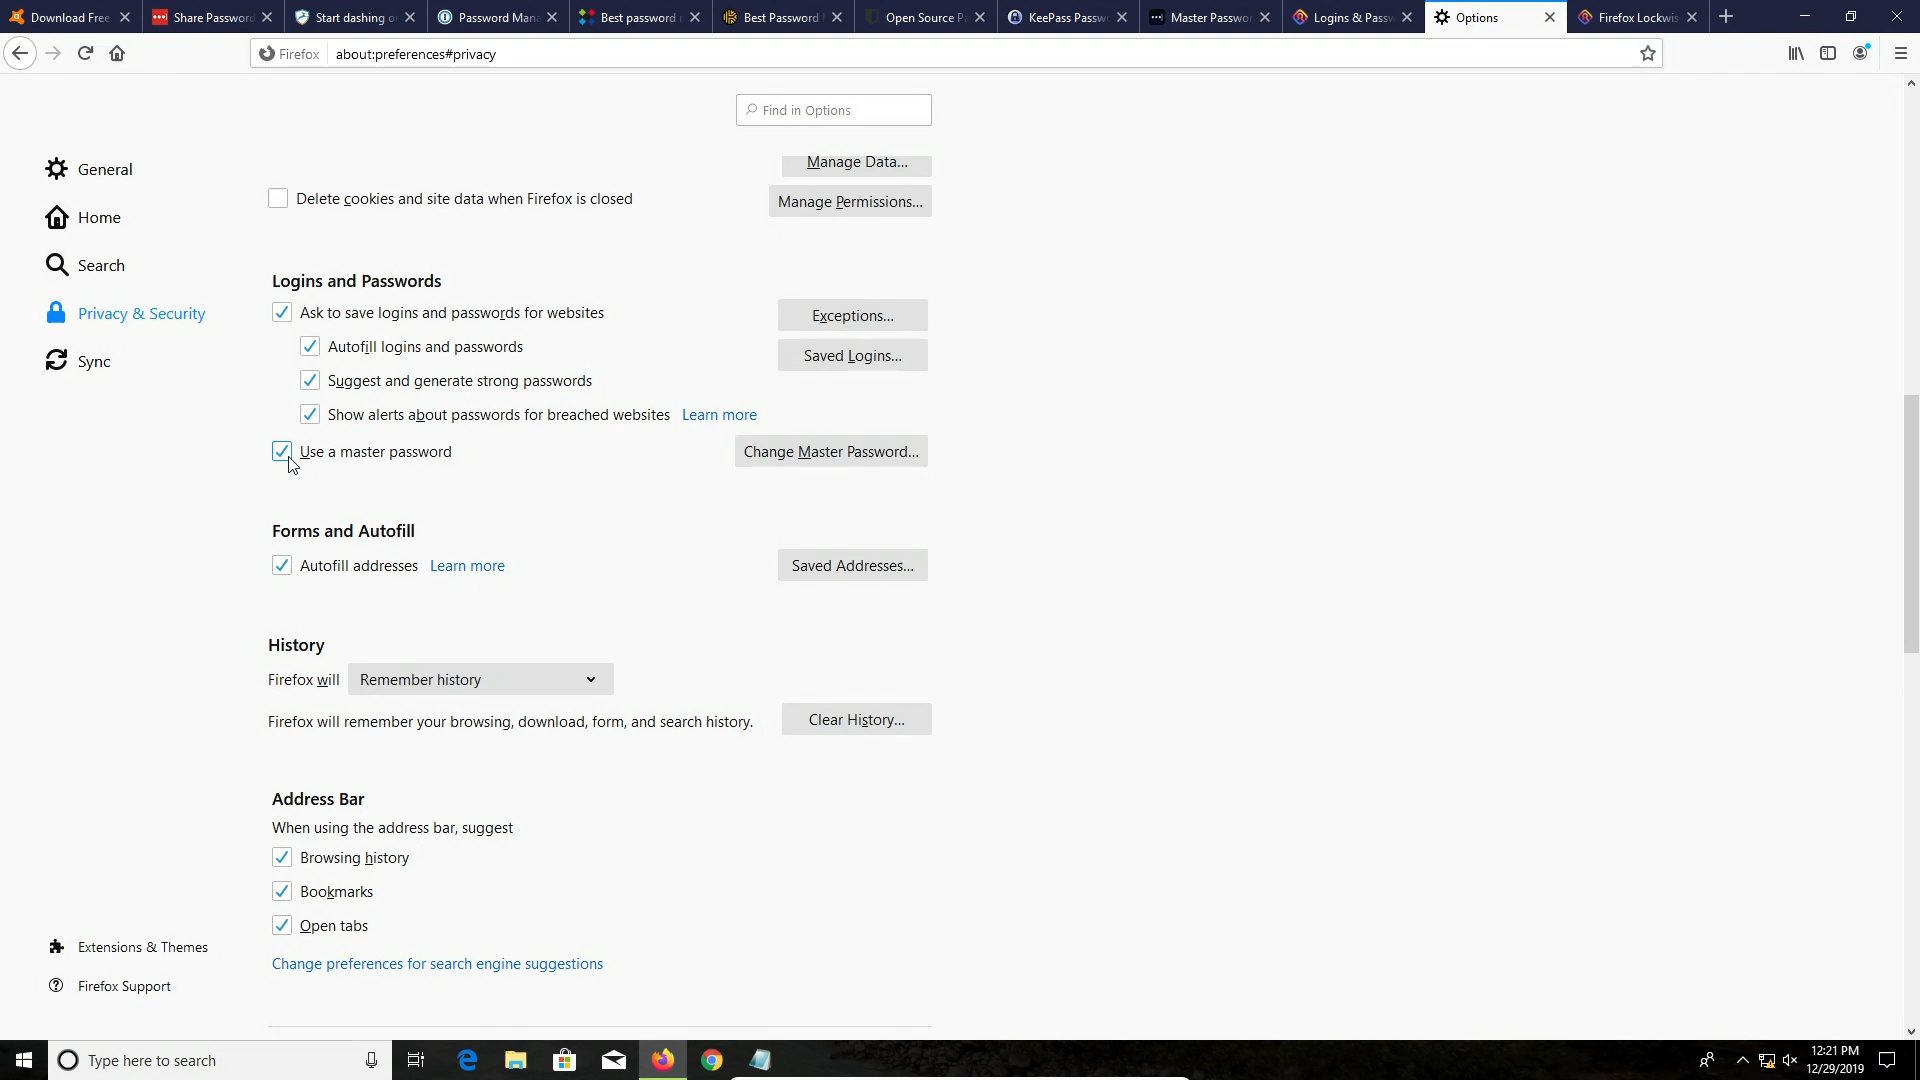 Download Free
Share Password
Start dashing o
Password Mana
Best password
Best Password
Open Source Pa
KeePass Passwo
Master Passwor
Logins & Passw
Options
Firefox Lockwis
Firefox
about:preferences#privacy
Find in Options
General
Home
Search
Privacy & Security
Sync
Manage Data...
Delete cookies and site data when Firefox is closed
Manage Permissions...
Logins and Passwords
Ask to save logins and passwords for websites
Exceptions...
Autofill logins and passwords
Saved Logins...
Suggest and generate strong passwords
Show alerts about passwords for breached websites Learn more
Use a master password
Change Master Password...
Forms and Autofill
Autofill addresses Learn more
Saved Addresses...
History
Firefox will Remember history
Firefox will remember your browsing, download, form, and search history.
Clear History...
Address Bar
When using the address bar, suggest
Browsing history
Bookmarks
Open tabs
Change preferences for search engine suggestions
Extensions & Themes
Firefox Support
Type here to search
12:21 PM
12/29/2019